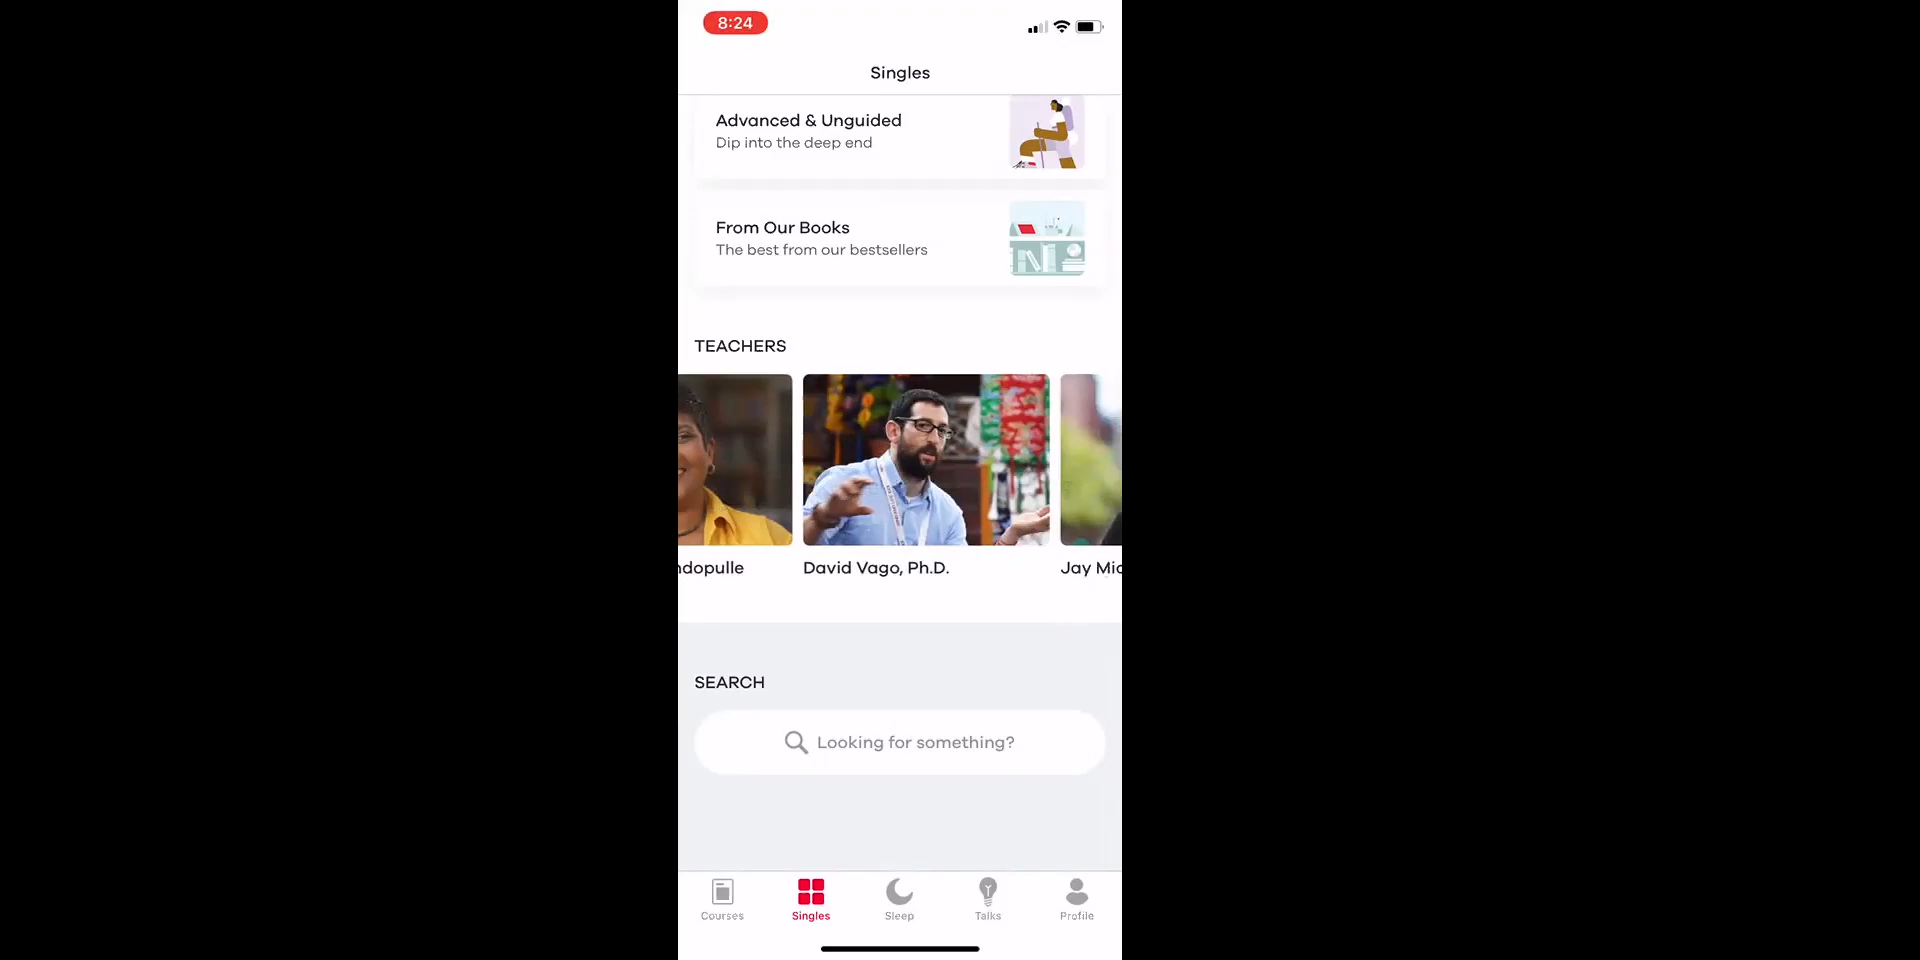 8:24
Singles
Advanced & Unguided
Dip into the deep end
From Our Books
The best from our bestsellers
TEACHERS
ndopulle
David Vago, Ph.D.
Jay Mic
SEARCH
Looking for something?
Courses
Singles
Sleep
Talks
Profile